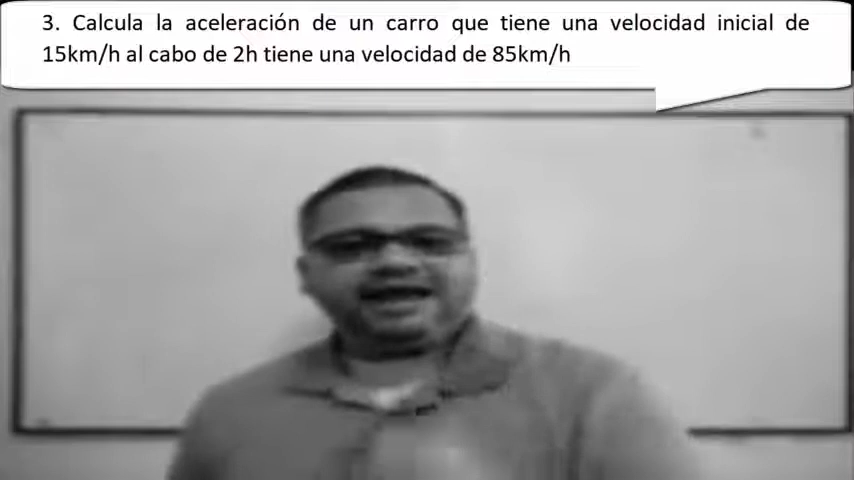 3. Calcula la aceleración de un carro que tiene una velocidad inicial de
15km/h al cabo de 2h tiene una velocidad de 85km/h